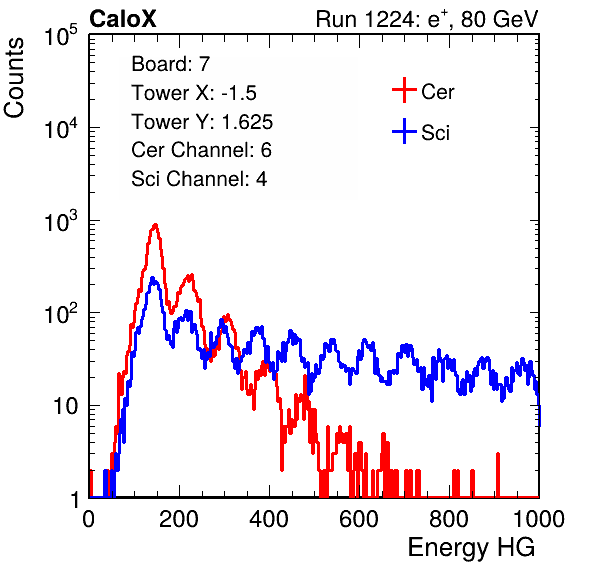 CaloX Run 1224: e⁺, 80 GeV
Counts
10⁵
10⁴
10³
10²
10
1
Board: 7
Tower X: -1.5
Tower Y: 1.625
Cer Channel: 6
Sci Channel: 4
Cer
Sci
0 200 400 600 800 1000
Energy HG